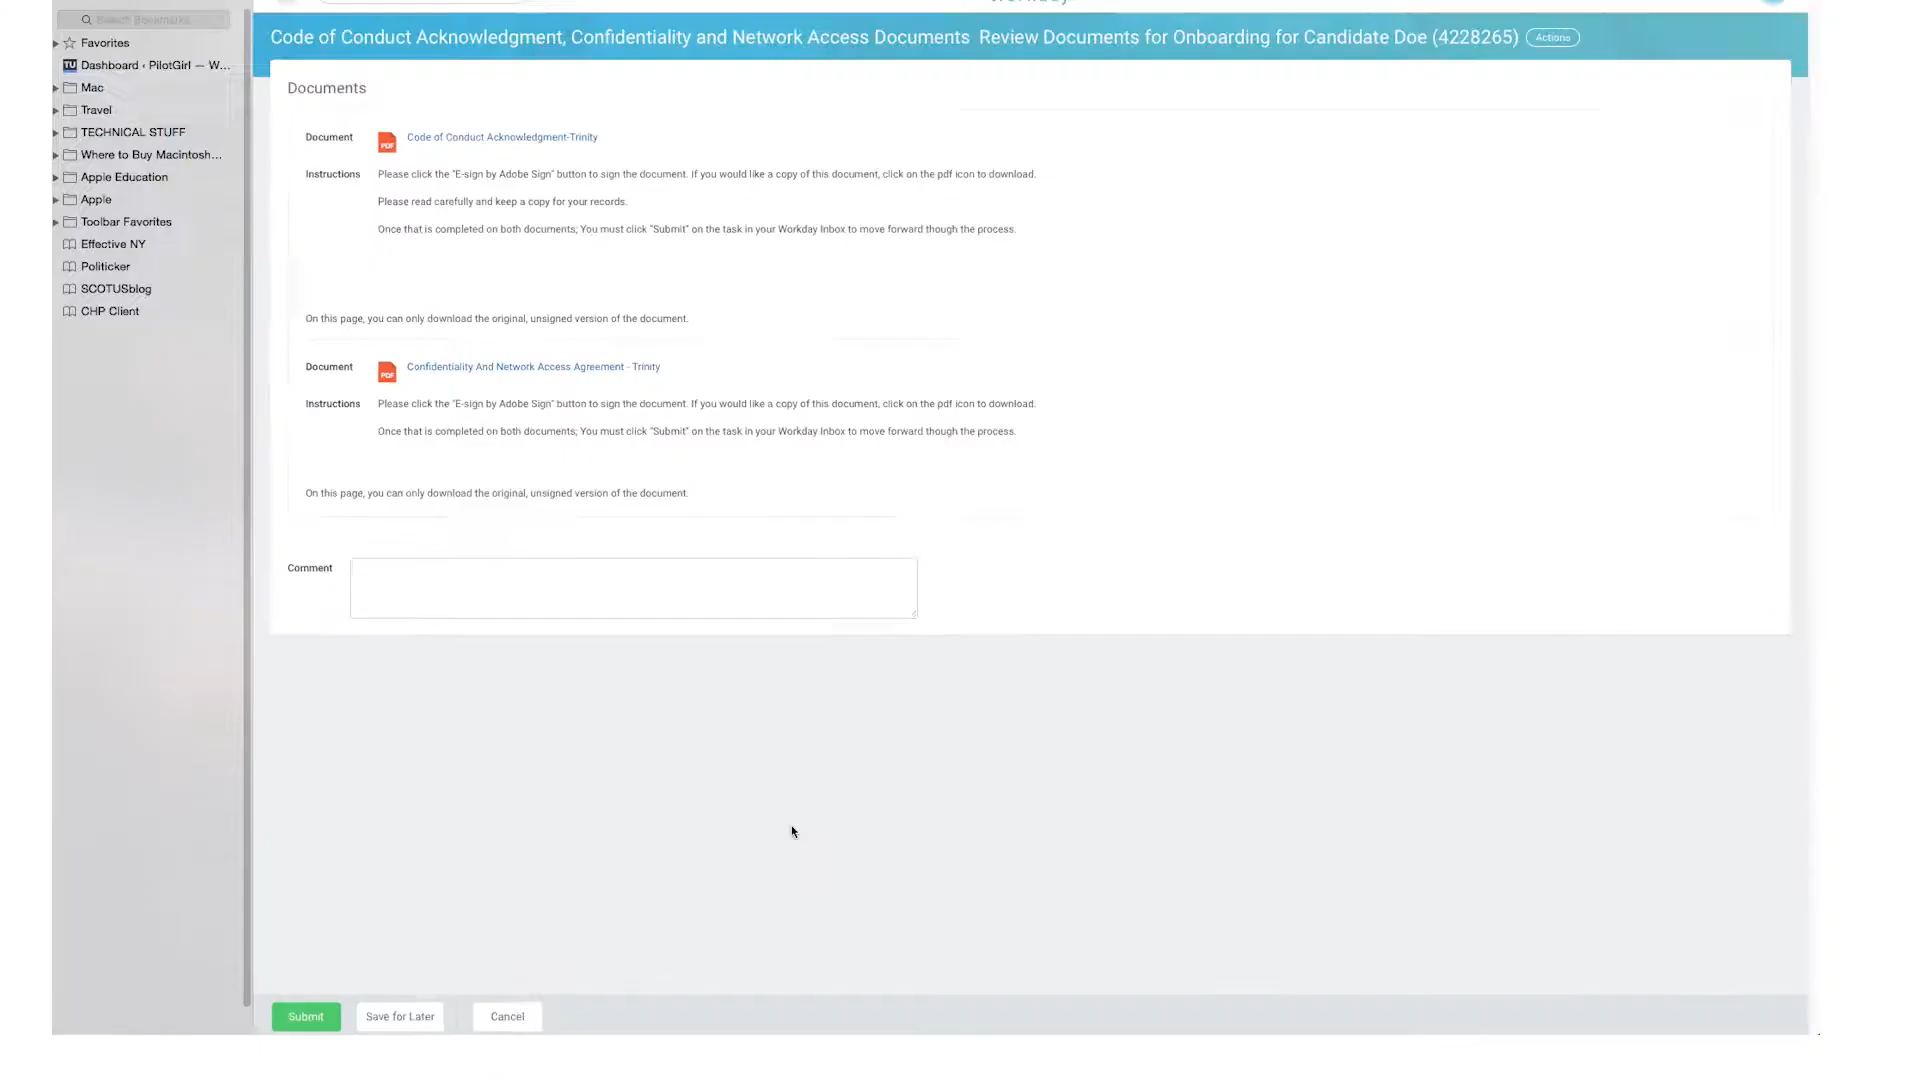 Search Bookmarks
Favorites
Dashboard ‹ PilotGirl — W...
Mac
Travel
TECHNICAL STUFF
Where to Buy Macintosh...
Apple Education
Apple
Toolbar Favorites
Effective NY
Politicker
SCOTUSblog
CHP Client
Code of Conduct Acknowledgment, Confidentiality and Network Access Documents Review Documents for Onboarding for Candidate Doe (4228265) Actions
Documents
Document PDF Code of Conduct Acknowledgment-Trinity
Instructions Please click the "E-sign by Adobe Sign" button to sign the document. If you would like a copy of this document, click on the pdf icon to download.
Please read carefully and keep a copy for your records.
Once that is completed on both documents; You must click "Submit" on the task in your Workday Inbox to move forward though the process.
On this page, you can only download the original, unsigned version of the document.
Document PDF Confidentiality And Network Access Agreement - Trinity
Instructions Please click the "E-sign by Adobe Sign" button to sign the document. If you would like a copy of this document, click on the pdf icon to download.
Once that is completed on both documents; You must click "Submit" on the task in your Workday Inbox to move forward though the process.
On this page, you can only download the original, unsigned version of the document.
Comment
Submit Save for Later Cancel